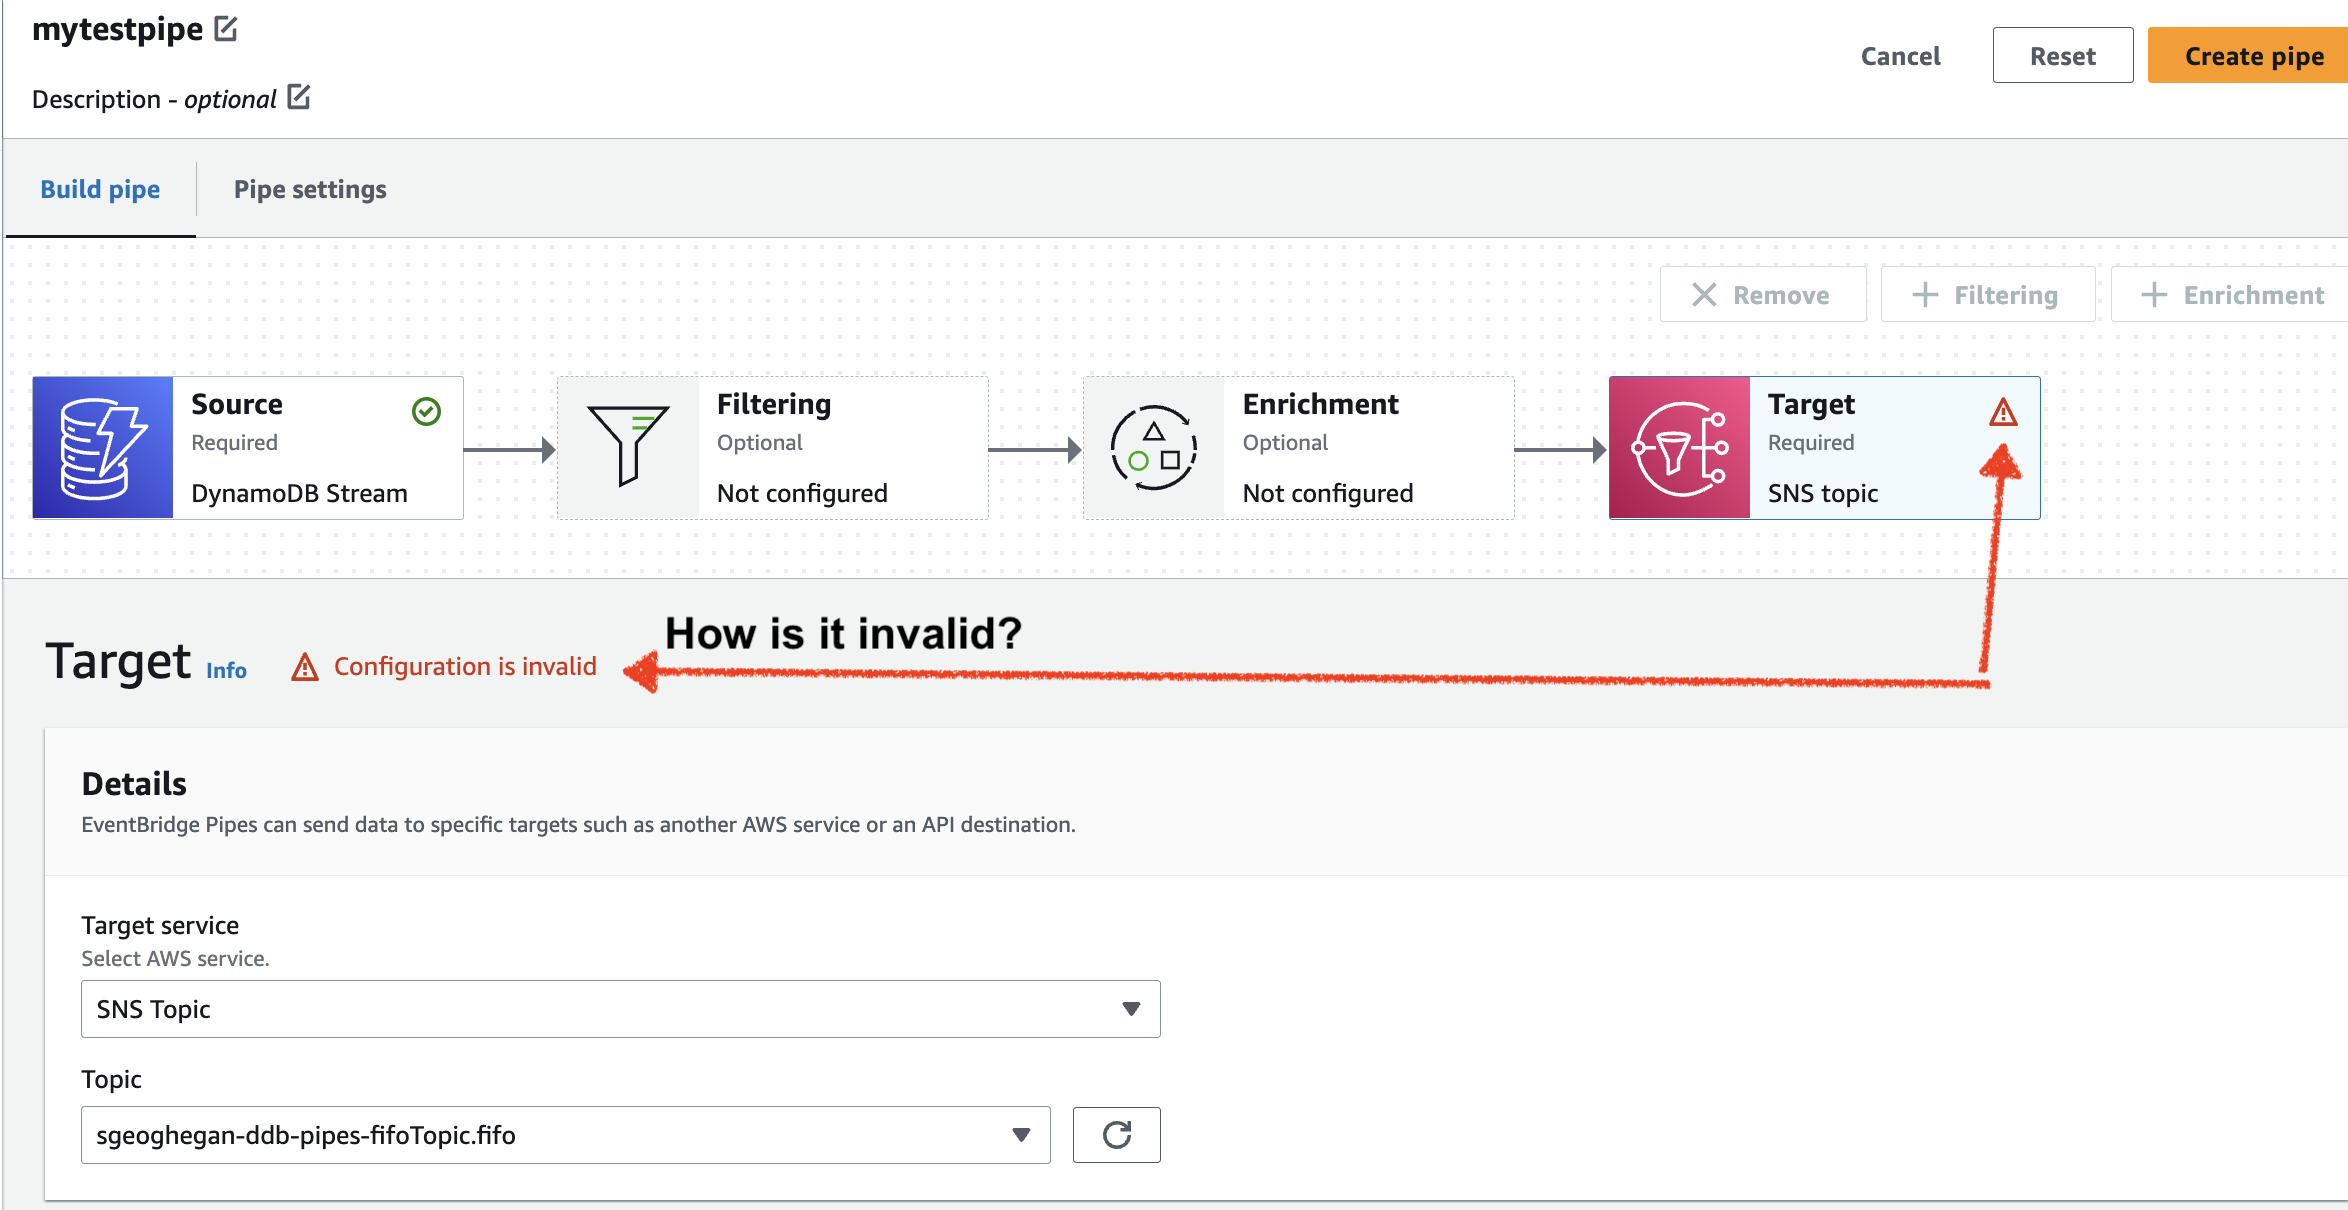 mytestpipe
Description - optional
Cancel
Reset
Create pipe
Build pipe
Pipe settings
Remove
Filtering
Enrichment
Source
Required
DynamoDB Stream
Filtering
Optional
Not configured
Enrichment
Optional
Not configured
Target
Required
SNS topic
How is it invalid?
Target Info
Configuration is invalid
Details
EventBridge Pipes can send data to specific targets such as another AWS service or an API destination.
Target service
Select AWS service.
SNS Topic
Topic
sgeoghegan-ddb-pipes-fifoTopic.fifo